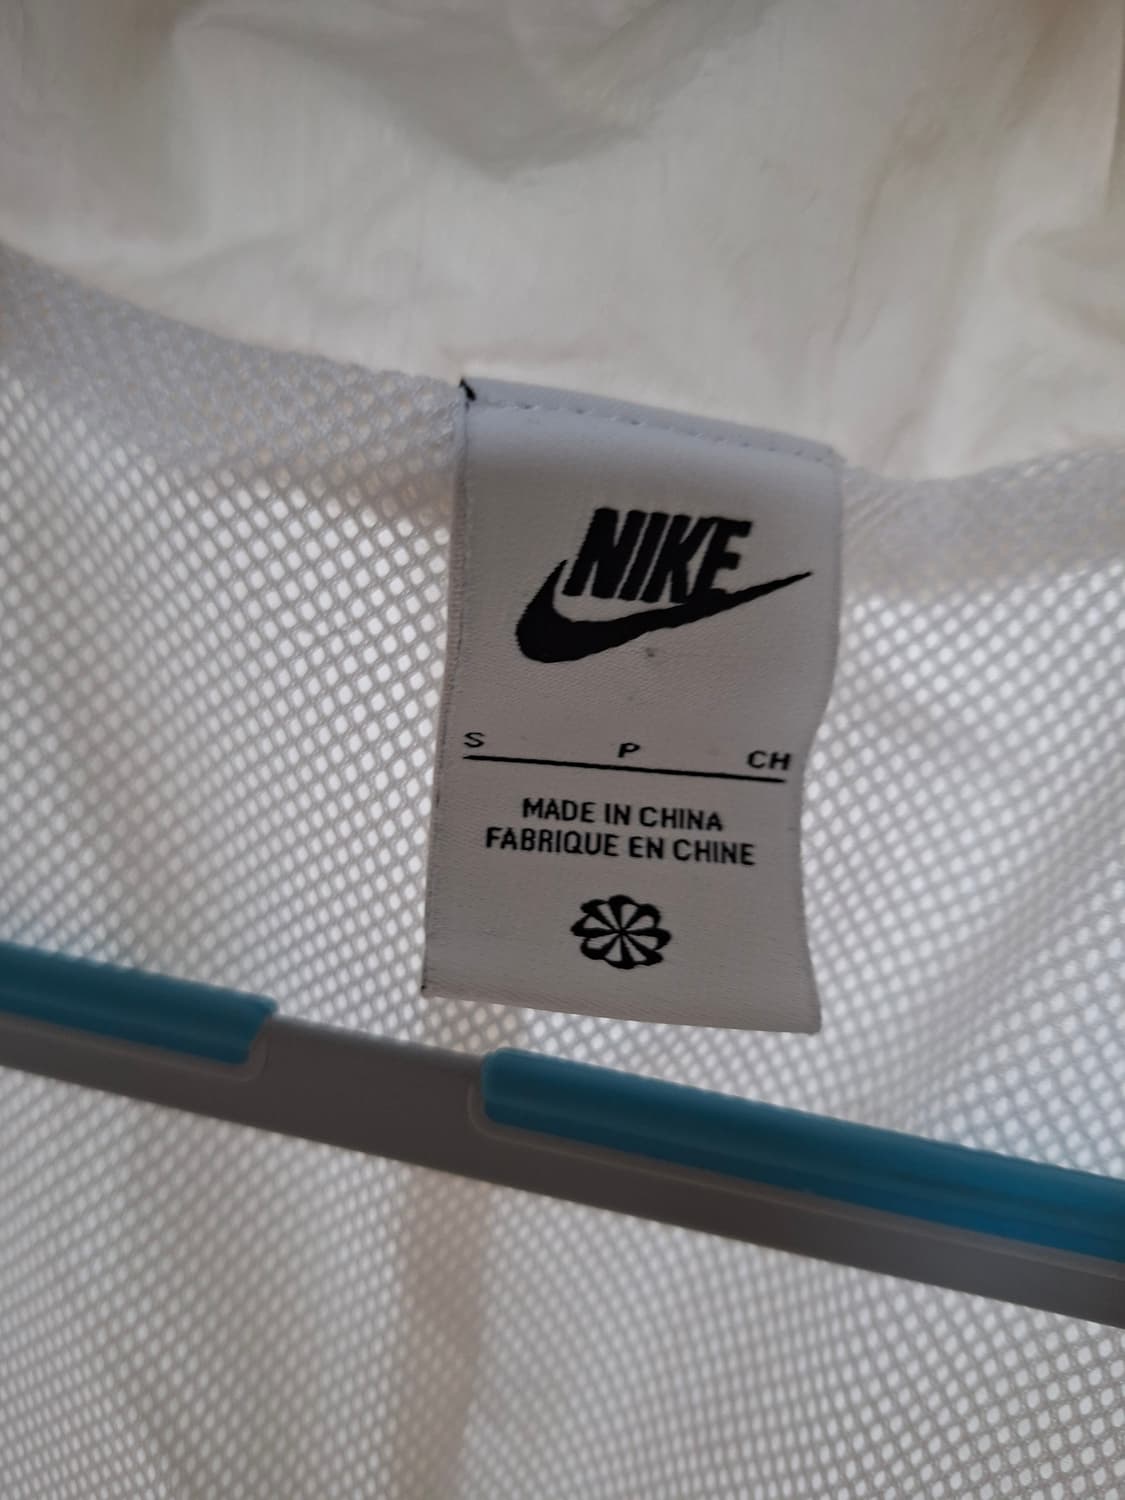 NIKE
S P CH
MADE IN CHINA
FABRIQUE EN CHINE